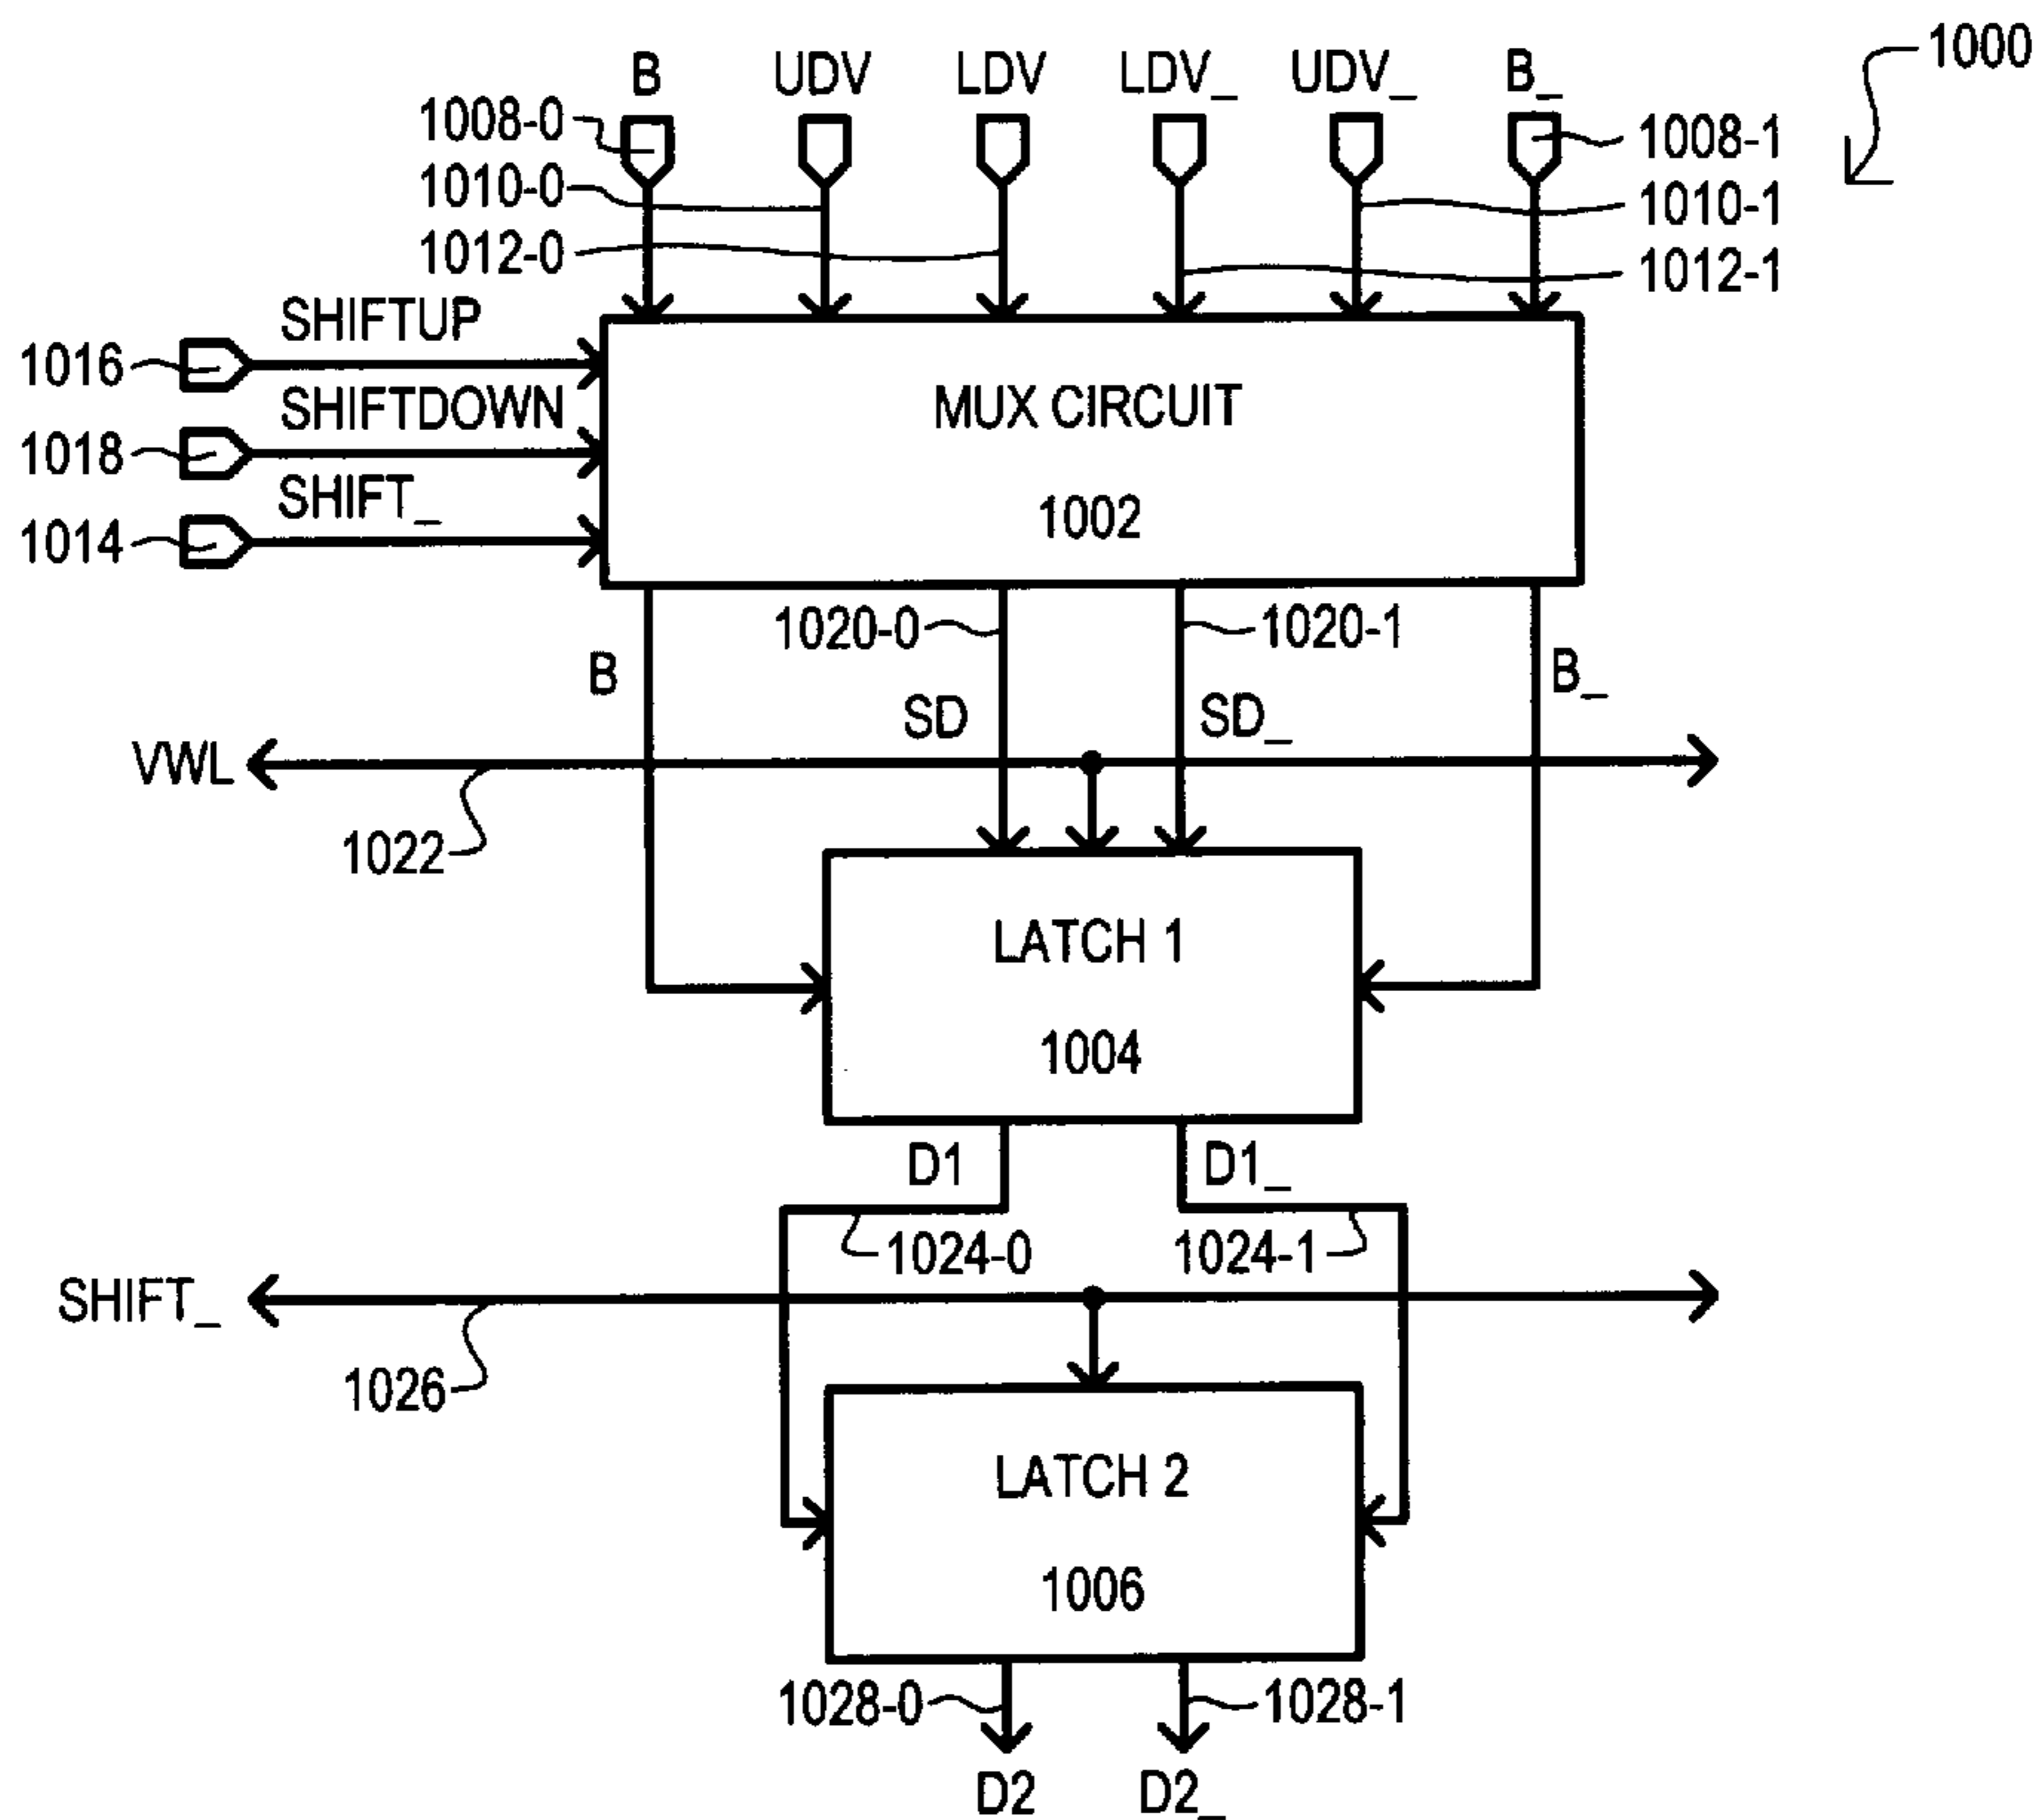 1000
B UDV LDV LDV_ UDV_ B_
1008-0 1008-1
1010-0 1010-1
1012-0 1012-1
SHIFTUP
1016
SHIFTDOWN
1018
SHIFT_
1014
MUX CIRCUIT
1002
1020-0 1020-1
B SD SD_ B_
VWL
1022
LATCH 1
1004
D1 D1_
1024-0 1024-1
SHIFT_
1026
LATCH 2
1006
1028-0 1028-1
D2 D2_